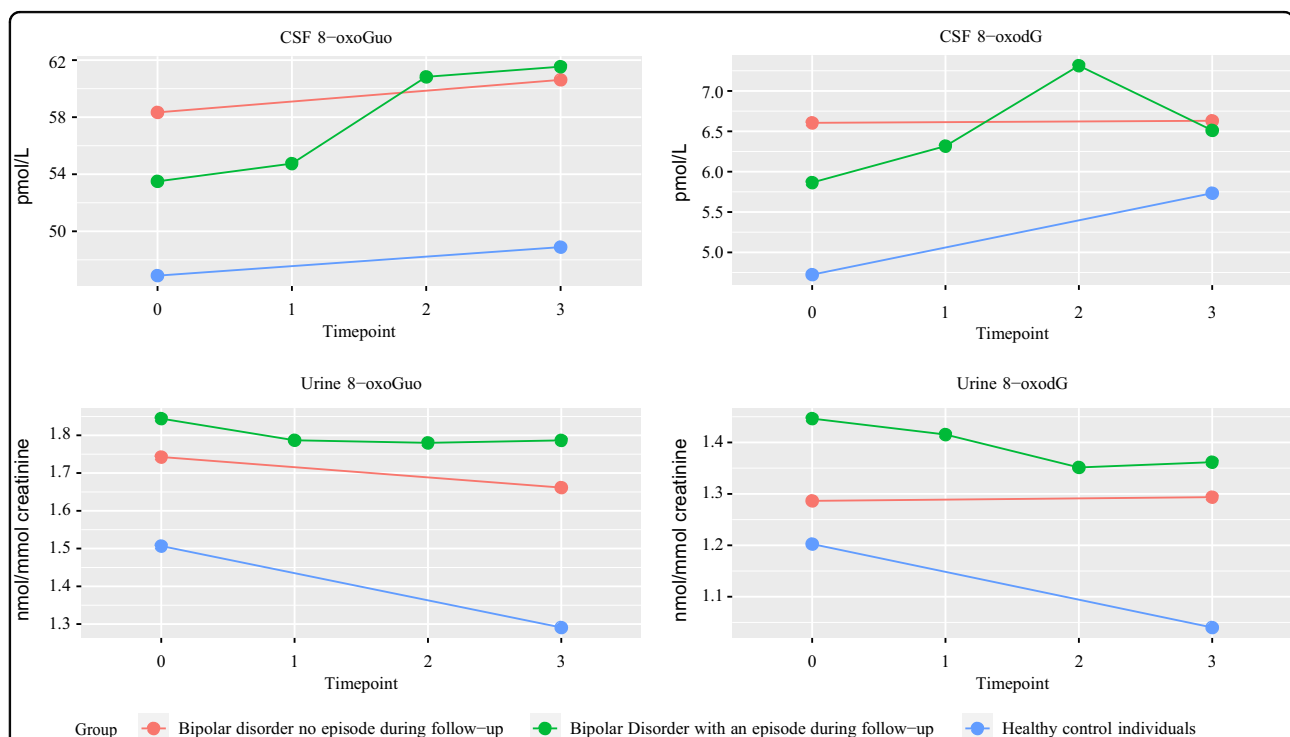 CSF 8−oxoGuo
62
58
54
50
pmol/L
0 1 2 3
Timepoint
CSF 8−oxodG
7.0
6.5
6.0
5.5
5.0
pmol/L
0 1 2 3
Timepoint
Urine 8−oxoGuo
1.8
1.7
1.6
1.5
1.4
1.3
nmol/mmol creatinine
0 1 2 3
Timepoint
Urine 8−oxodG
1.4
1.3
1.2
1.1
nmol/mmol creatinine
0 1 2 3
Timepoint
Group Bipolar disorder no episode during follow−up Bipolar Disorder with an episode during follow−up Healthy control individuals